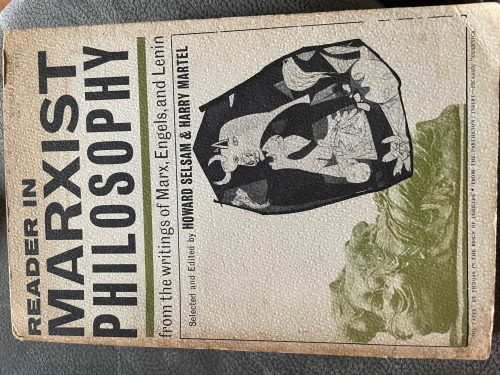 READER IN
MARXIST
PHILOSOPHY
from the writings of Marx, Engels, and Lenin
Selected and Edited by HOWARD SELSAM & HARRY MARTEL